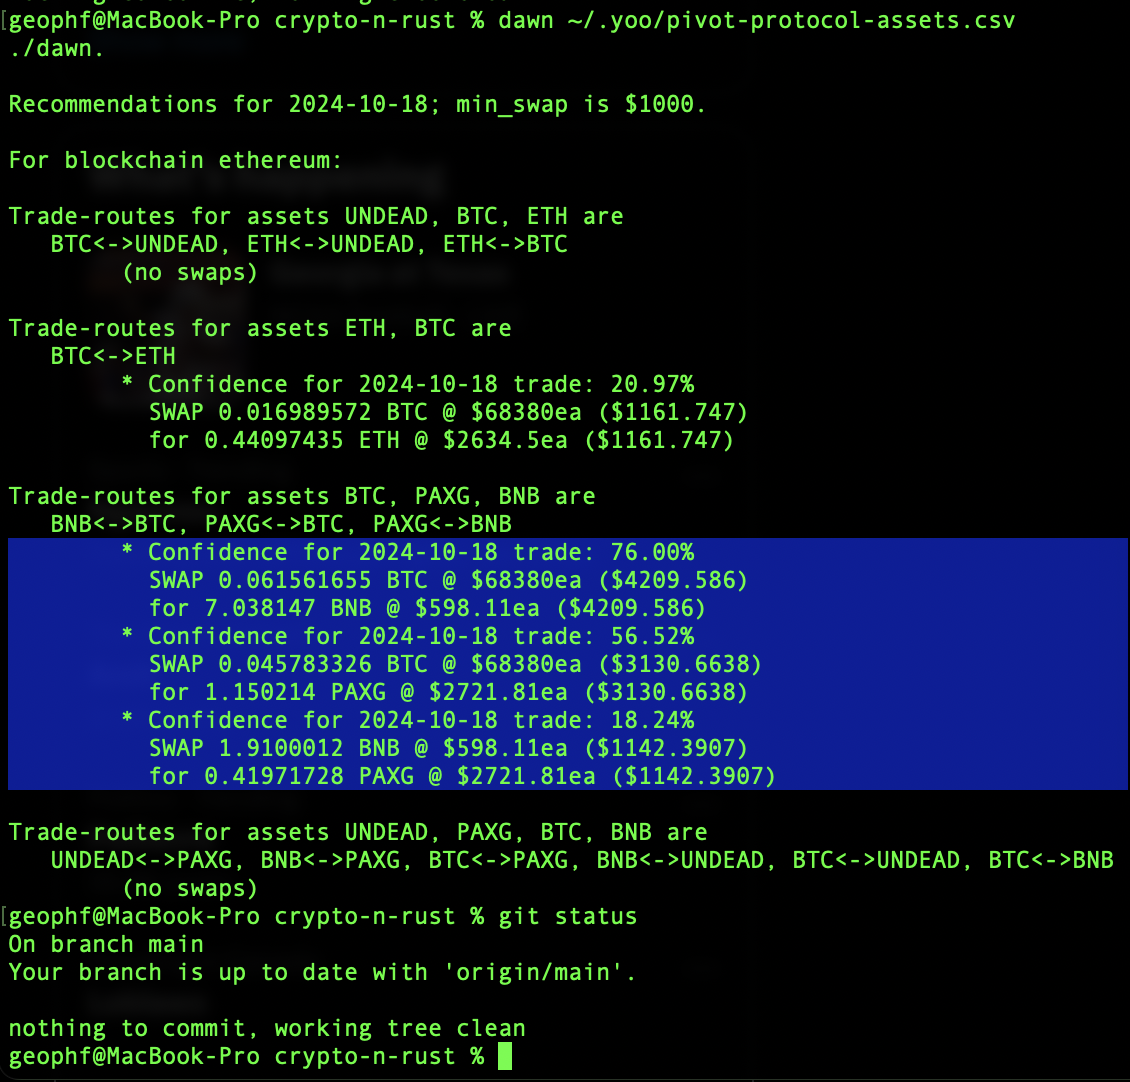 [geophf@MacBook-Pro crypto-n-rust % dawn ~/.yoo/pivot-protocol-assets.csv
./dawn.
Recommendations for 2024-10-18; min_swap is $1000.
For blockchain ethereum:
Trade-routes for assets UNDEAD, BTC, ETH are
BTC<->UNDEAD, ETH<->UNDEAD, ETH<->BTC
(no swaps)
Trade-routes for assets ETH, BTC are
BTC<->ETH
* Confidence for 2024-10-18 trade: 20.97%
SWAP 0.016989572 BTC @ $68380ea ($1161.747)
for 0.44097435 ETH @ $2634.5ea ($1161.747)
Trade-routes for assets BTC, PAXG, BNB are
BNB<->BTC, PAXG<->BTC, PAXG<->BNB
* Confidence for 2024-10-18 trade: 76.00%
SWAP 0.061561655 BTC @ $68380ea ($4209.586)
for 7.038147 BNB @ $598.11ea ($4209.586)
* Confidence for 2024-10-18 trade: 56.52%
SWAP 0.045783326 BTC @ $68380ea ($3130.6638)
for 1.150214 PAXG @ $2721.81ea ($3130.6638)
* Confidence for 2024-10-18 trade: 18.24%
SWAP 1.9100012 BNB @ $598.11ea ($1142.3907)
for 0.41971728 PAXG @ $2721.81ea ($1142.3907)
Trade-routes for assets UNDEAD, PAXG, BTC, BNB are
UNDEAD<->PAXG, BNB<->PAXG, BTC<->PAXG, BNB<->UNDEAD, BTC<->UNDEAD, BTC<->BNB
(no swaps)
[geophf@MacBook-Pro crypto-n-rust % git status
On branch main
Your branch is up to date with 'origin/main'.
nothing to commit, working tree clean
geophf@MacBook-Pro crypto-n-rust %